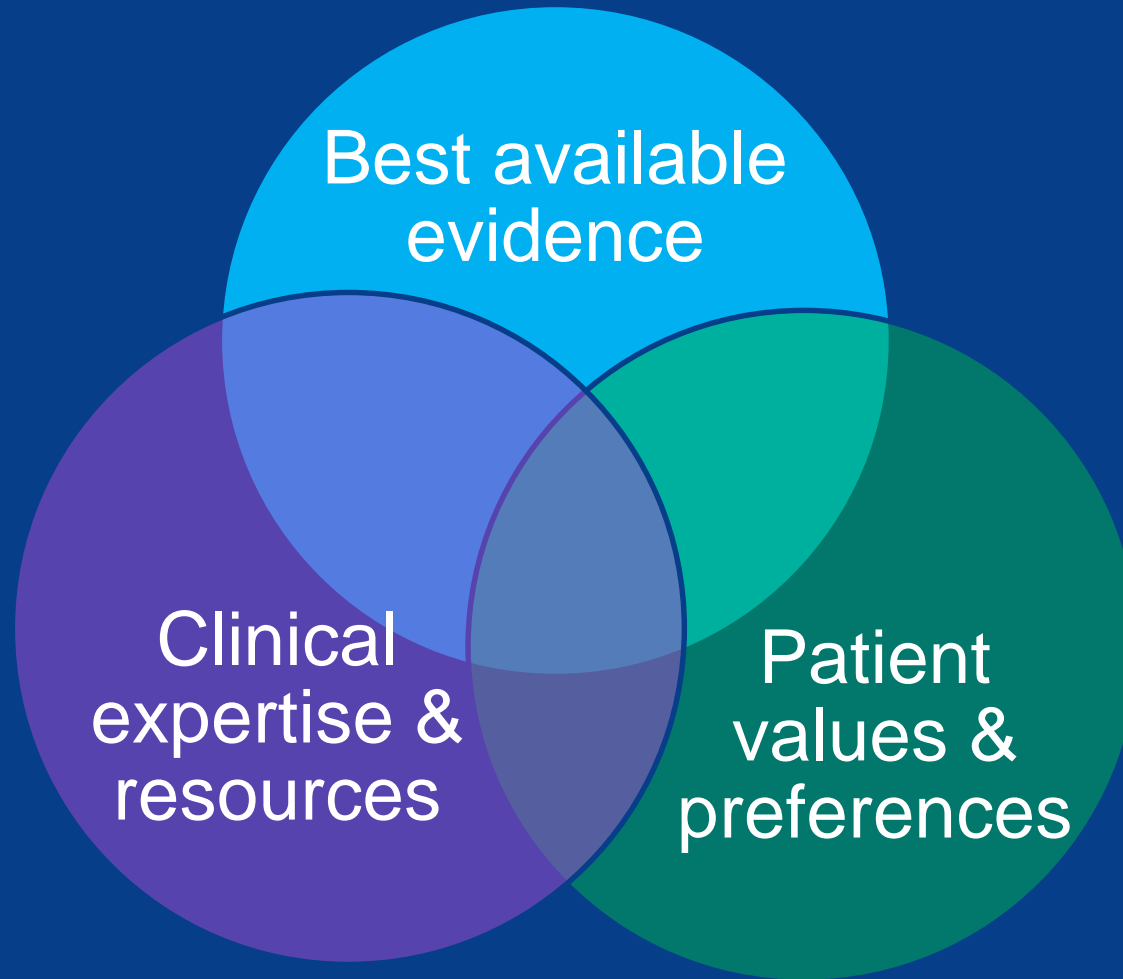 Best available
evidence
Clinical
expertise &
resources
Patient
values &
preferences